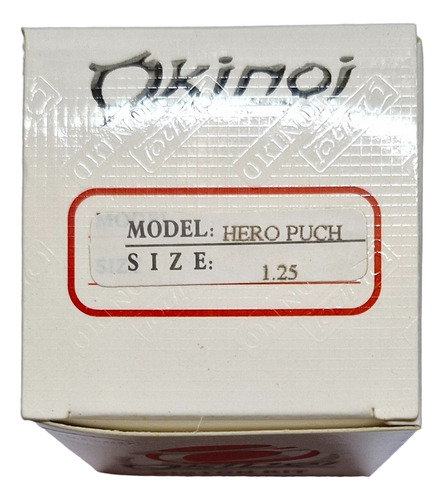 Okinoi
MODEL: HERO PUCH
SIZE: 1.25